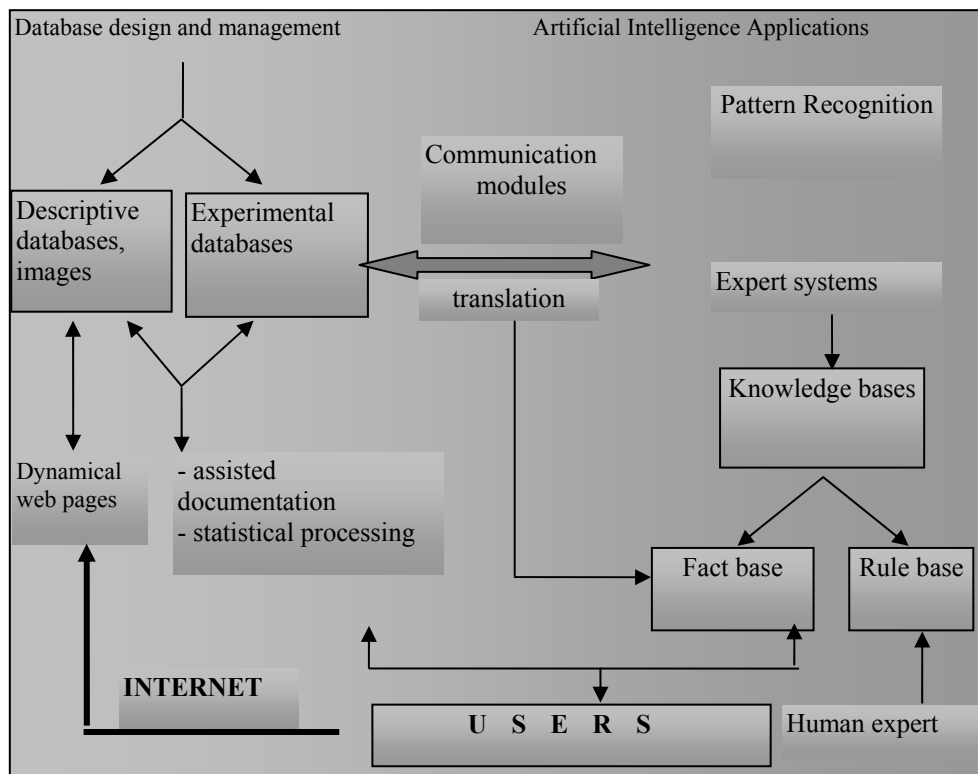 Database design and management
Artificial Intelligence Applications
Pattern Recognition
Communication
modules
Descriptive
databases,
images
Experimental
databases
translation
Expert systems
Knowledge bases
Dynamical
web pages
- assisted
documentation
- statistical processing
Fact base
Rule base
INTERNET
U S E R S
Human expert